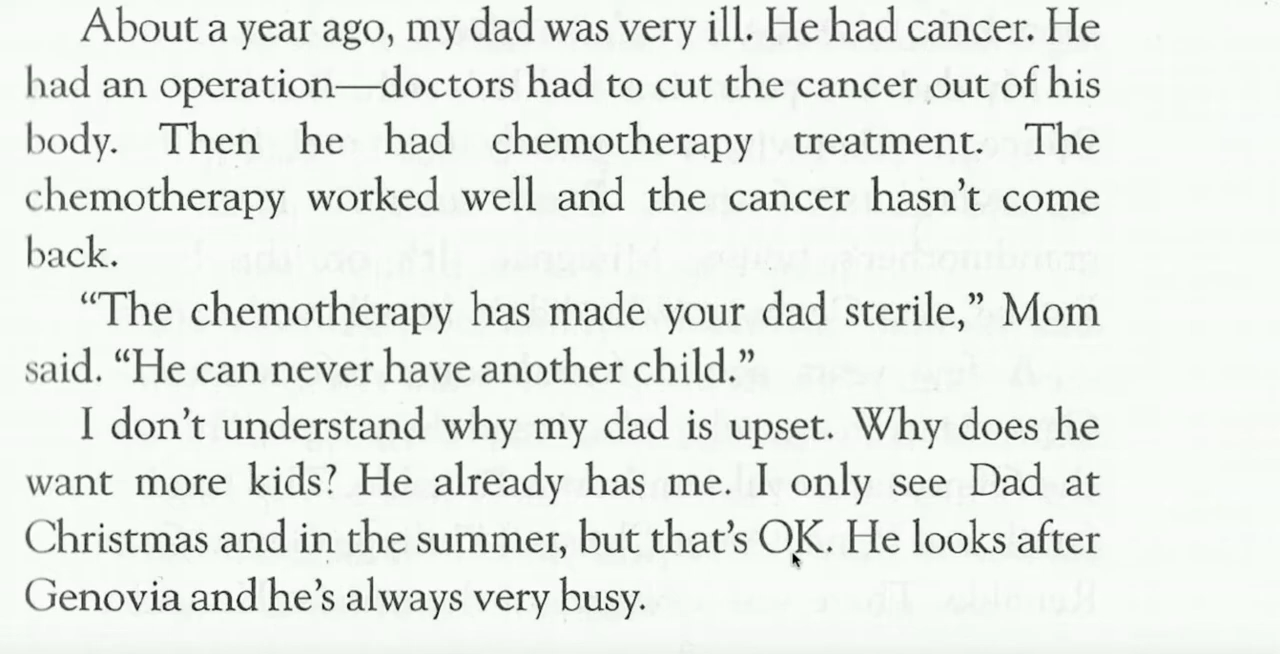 About a year ago, my dad was very ill. He had cancer. He
had an operation—doctors had to cut the cancer out of his
body. Then he had chemotherapy treatment. The
chemotherapy worked well and the cancer hasn't come
back.
“The chemotherapy has made your dad sterile,” Mom
said. “He can never have another child.”
I don't understand why my dad is upset. Why does he
want more kids? He already has me. I only see Dad at
Christmas and in the summer, but that's OK. He looks after
Genovia and he's always very busy.